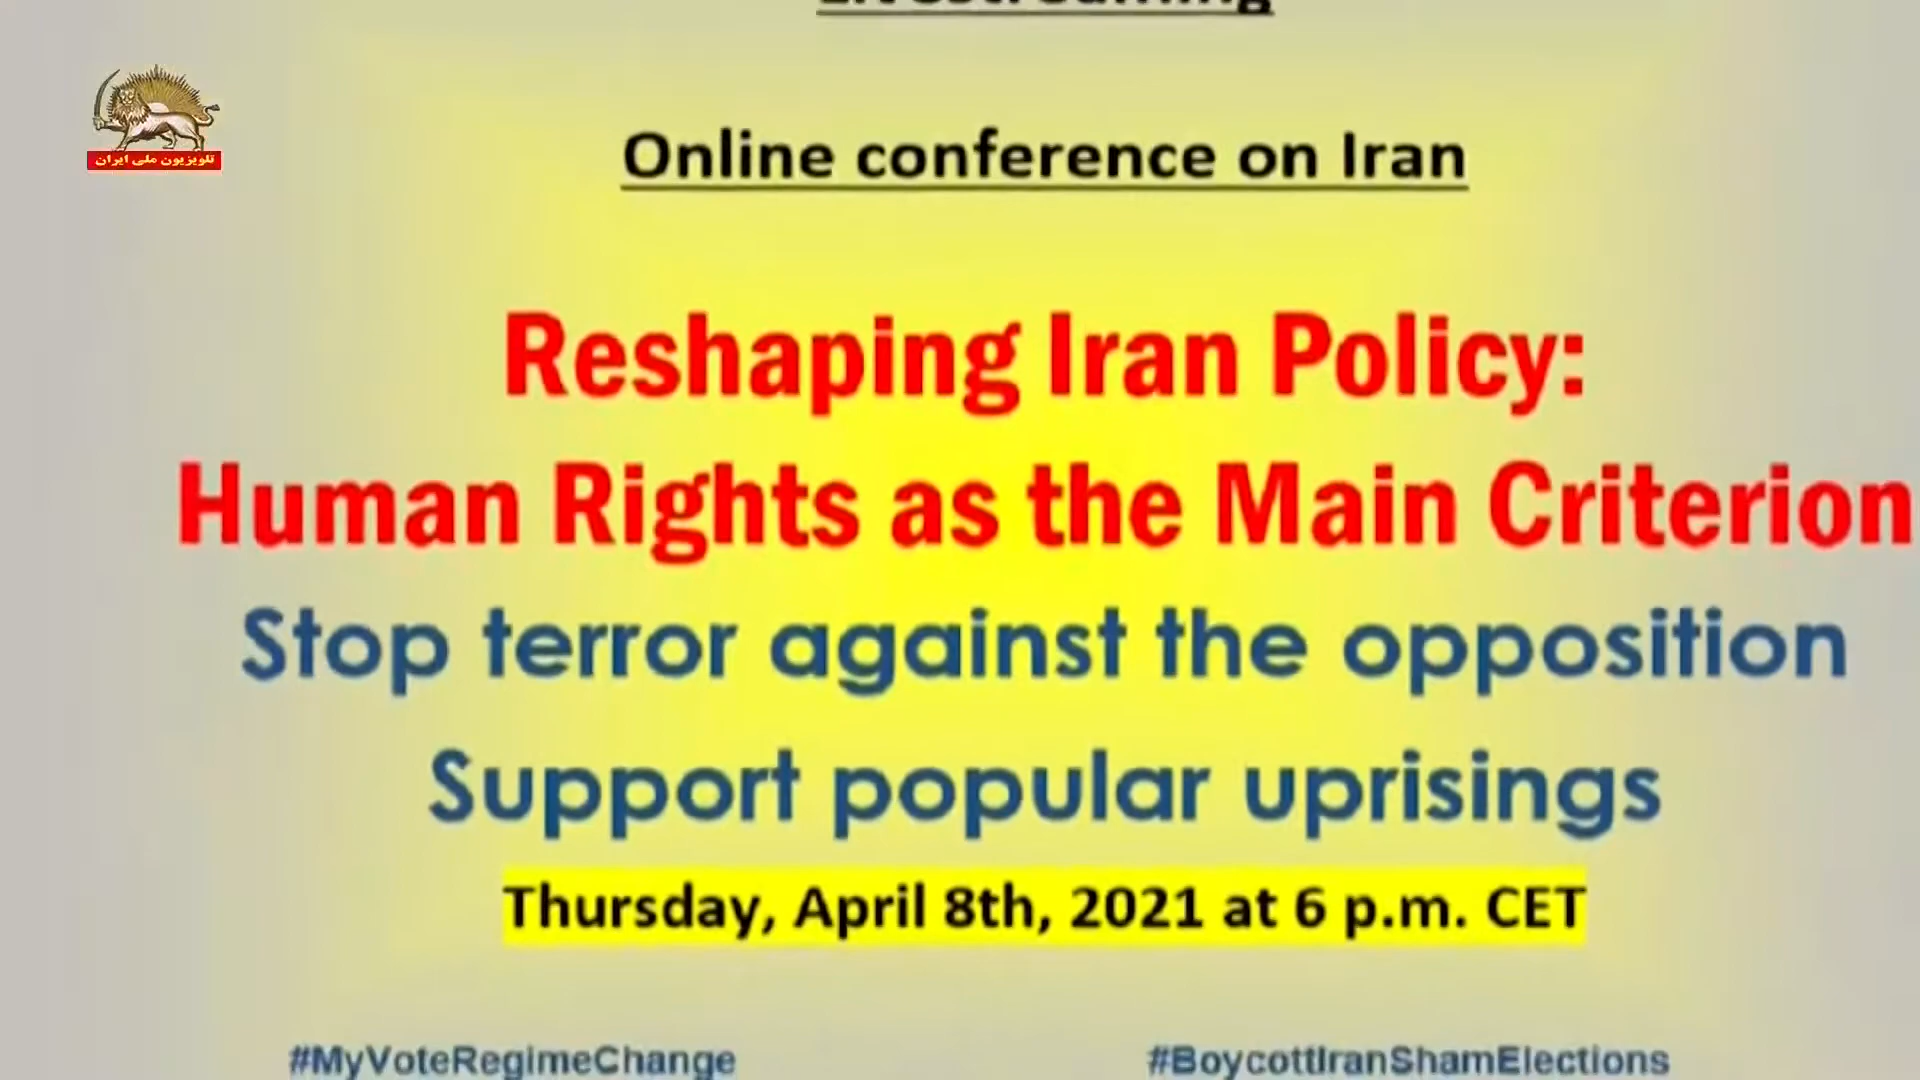 Livestreaming
تلویزیون ملی ایران
Online conference on Iran
Reshaping Iran Policy:
Human Rights as the Main Criterion
Stop terror against the opposition
Support popular uprisings
Thursday, April 8th, 2021 at 6 p.m. CET
#MyVoteRegimeChange
#BoycottIranShamElections